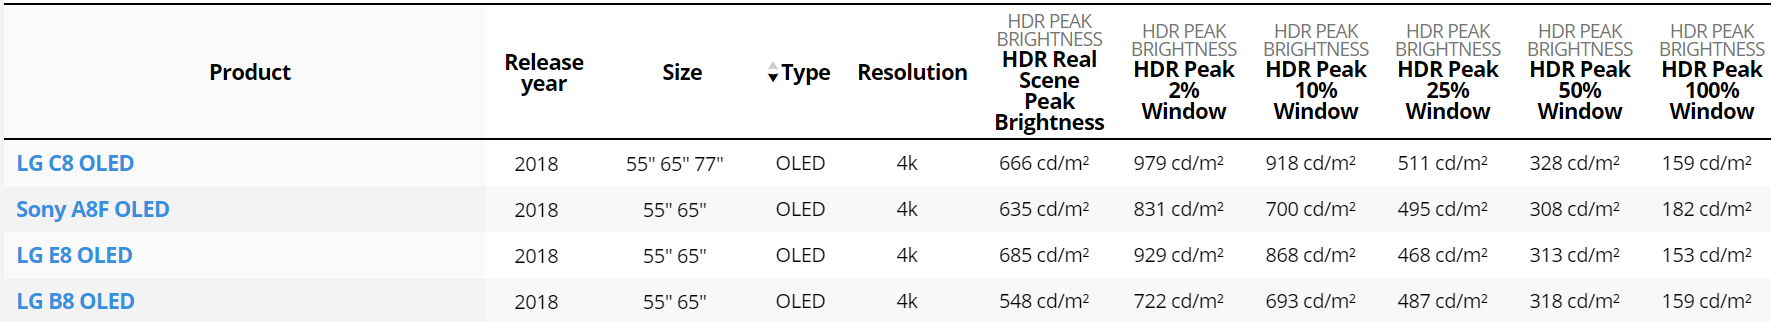 Product Release year Size Type Resolution HDR PEAK BRIGHTNESS HDR Real Scene Peak Brightness HDR PEAK BRIGHTNESS HDR Peak 2% Window HDR PEAK BRIGHTNESS HDR Peak 10% Window HDR PEAK BRIGHTNESS HDR Peak 25% Window HDR PEAK BRIGHTNESS HDR Peak 50% Window HDR PEAK BRIGHTNESS HDR Peak 100% Window
LG C8 OLED 2018 55" 65" 77" OLED 4k 666 cd/m² 979 cd/m² 918 cd/m² 511 cd/m² 328 cd/m² 159 cd/m²
Sony A8F OLED 2018 55" 65" OLED 4k 635 cd/m² 831 cd/m² 700 cd/m² 495 cd/m² 308 cd/m² 182 cd/m²
LG E8 OLED 2018 55" 65" OLED 4k 685 cd/m² 929 cd/m² 868 cd/m² 468 cd/m² 313 cd/m² 153 cd/m²
LG B8 OLED 2018 55" 65" OLED 4k 548 cd/m² 722 cd/m² 693 cd/m² 487 cd/m² 318 cd/m² 159 cd/m²